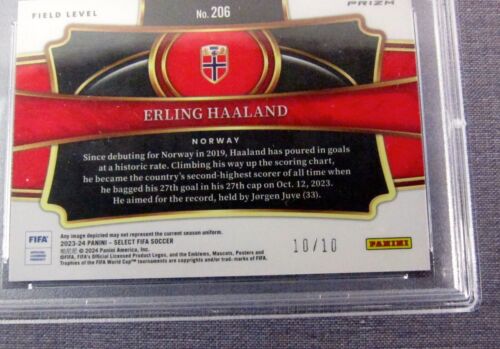 FIELD LEVEL
No. 206
PRIZM
ERLING HAALAND
NORWAY
Since debuting for Norway in 2019, Haaland has poured in goals
at a historic rate. Climbing his way up the scoring chart,
he became the country's second-highest scorer of all time when
he bagged his 27th goal in his 27th cap on Oct. 12, 2023.
He aimed for the record, held by Jørgen Juve (33).
Any image depicted may not represent the current season uniform.
2023-24 PANINI – SELECT FIFA SOCCER
© 2024 Panini America, Inc.
©FIFA, FIFA's Official Licensed Product Logos, and the Emblems, Mascots, Posters and
Trophies of the FIFA World Cup™ tournaments are copyrights and/or trademarks of FIFA.
FIFA
OFFICIAL LICENSED PRODUCT
10/10
PANINI